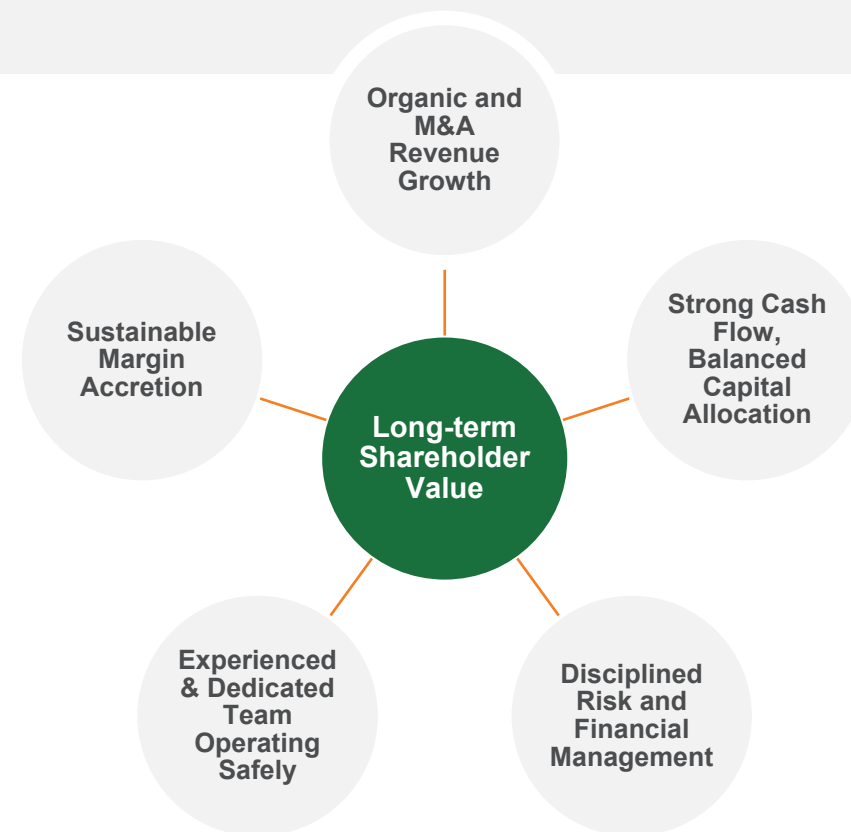 Organic and
M&A
Revenue
Growth
Strong Cash
Flow,
Balanced
Capital
Allocation
Sustainable
Margin
Accretion
Long-term
Shareholder
Value
Experienced
& Dedicated
Team
Operating
Safely
Disciplined
Risk and
Financial
Management